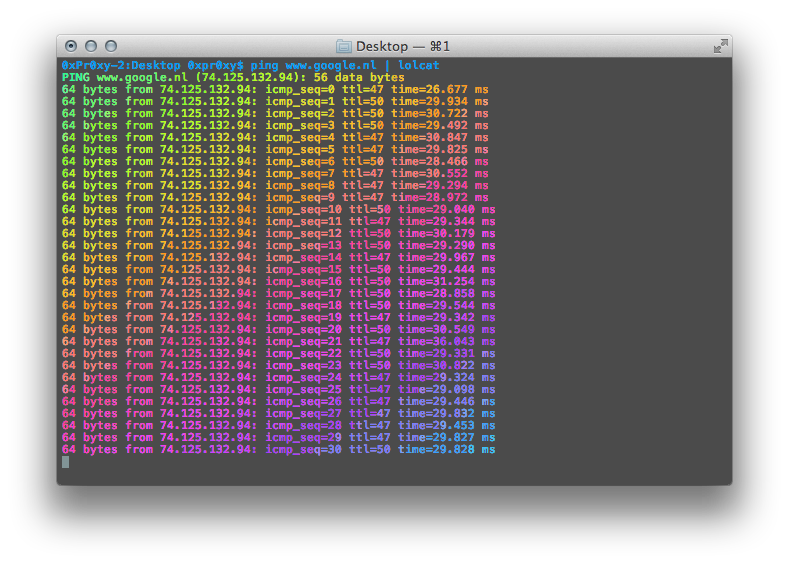 Desktop — ⌘1
0xPr0xy-2:Desktop 0xpr0xy$ ping www.google.nl | lolcat
PING www.google.nl (74.125.132.94): 56 data bytes
64 bytes from 74.125.132.94: icmp_seq=0 ttl=47 time=26.677 ms
64 bytes from 74.125.132.94: icmp_seq=1 ttl=50 time=29.934 ms
64 bytes from 74.125.132.94: icmp_seq=2 ttl=50 time=30.722 ms
64 bytes from 74.125.132.94: icmp_seq=3 ttl=50 time=29.492 ms
64 bytes from 74.125.132.94: icmp_seq=4 ttl=47 time=30.847 ms
64 bytes from 74.125.132.94: icmp_seq=5 ttl=47 time=29.825 ms
64 bytes from 74.125.132.94: icmp_seq=6 ttl=50 time=28.466 ms
64 bytes from 74.125.132.94: icmp_seq=7 ttl=47 time=30.552 ms
64 bytes from 74.125.132.94: icmp_seq=8 ttl=47 time=29.294 ms
64 bytes from 74.125.132.94: icmp_seq=9 ttl=47 time=28.972 ms
64 bytes from 74.125.132.94: icmp_seq=10 ttl=50 time=29.040 ms
64 bytes from 74.125.132.94: icmp_seq=11 ttl=47 time=29.344 ms
64 bytes from 74.125.132.94: icmp_seq=12 ttl=50 time=30.179 ms
64 bytes from 74.125.132.94: icmp_seq=13 ttl=50 time=29.290 ms
64 bytes from 74.125.132.94: icmp_seq=14 ttl=47 time=29.967 ms
64 bytes from 74.125.132.94: icmp_seq=15 ttl=50 time=29.444 ms
64 bytes from 74.125.132.94: icmp_seq=16 ttl=50 time=31.254 ms
64 bytes from 74.125.132.94: icmp_seq=17 ttl=50 time=28.858 ms
64 bytes from 74.125.132.94: icmp_seq=18 ttl=50 time=29.544 ms
64 bytes from 74.125.132.94: icmp_seq=19 ttl=47 time=29.342 ms
64 bytes from 74.125.132.94: icmp_seq=20 ttl=50 time=30.549 ms
64 bytes from 74.125.132.94: icmp_seq=21 ttl=47 time=36.043 ms
64 bytes from 74.125.132.94: icmp_seq=22 ttl=50 time=29.331 ms
64 bytes from 74.125.132.94: icmp_seq=23 ttl=50 time=30.822 ms
64 bytes from 74.125.132.94: icmp_seq=24 ttl=47 time=29.324 ms
64 bytes from 74.125.132.94: icmp_seq=25 ttl=47 time=29.098 ms
64 bytes from 74.125.132.94: icmp_seq=26 ttl=47 time=29.446 ms
64 bytes from 74.125.132.94: icmp_seq=27 ttl=47 time=29.832 ms
64 bytes from 74.125.132.94: icmp_seq=28 ttl=47 time=29.453 ms
64 bytes from 74.125.132.94: icmp_seq=29 ttl=47 time=29.827 ms
64 bytes from 74.125.132.94: icmp_seq=30 ttl=50 time=29.828 ms